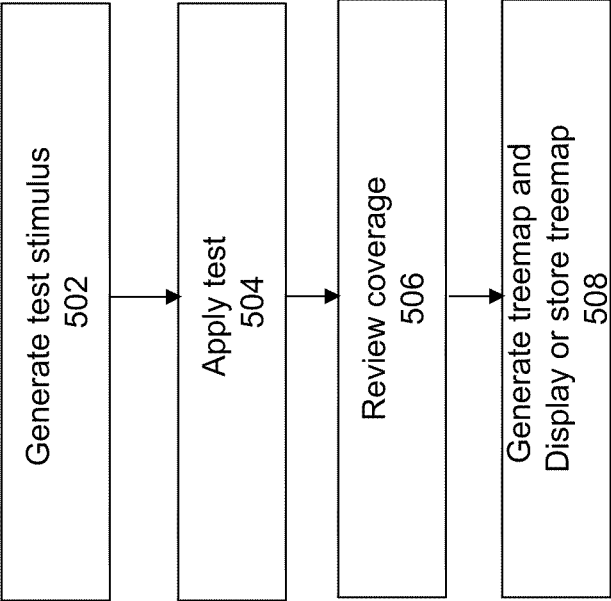 Generate test stimulus
502
Apply test
504
Review coverage
506
Generate treemap and
Display or store treemap
508